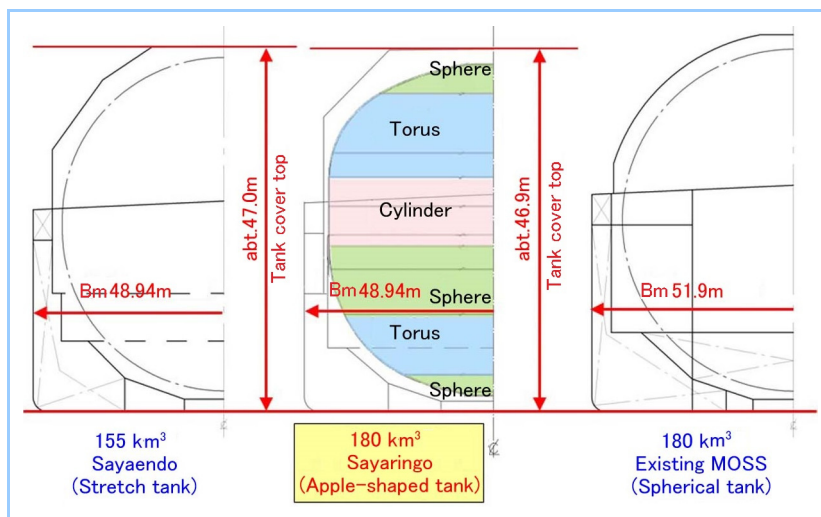 Sphere
Torus
Cylinder
Sphere
Torus
Sphere
abt.47.0m
Tank cover top
abt.46.9m
Tank cover top
Bm 48.94m
Bm 48.94m
Bm 51.9m
155 km³
Sayaendo
(Stretch tank)
180 km³
Sayaringo
(Apple-shaped tank)
180 km³
Existing MOSS
(Spherical tank)